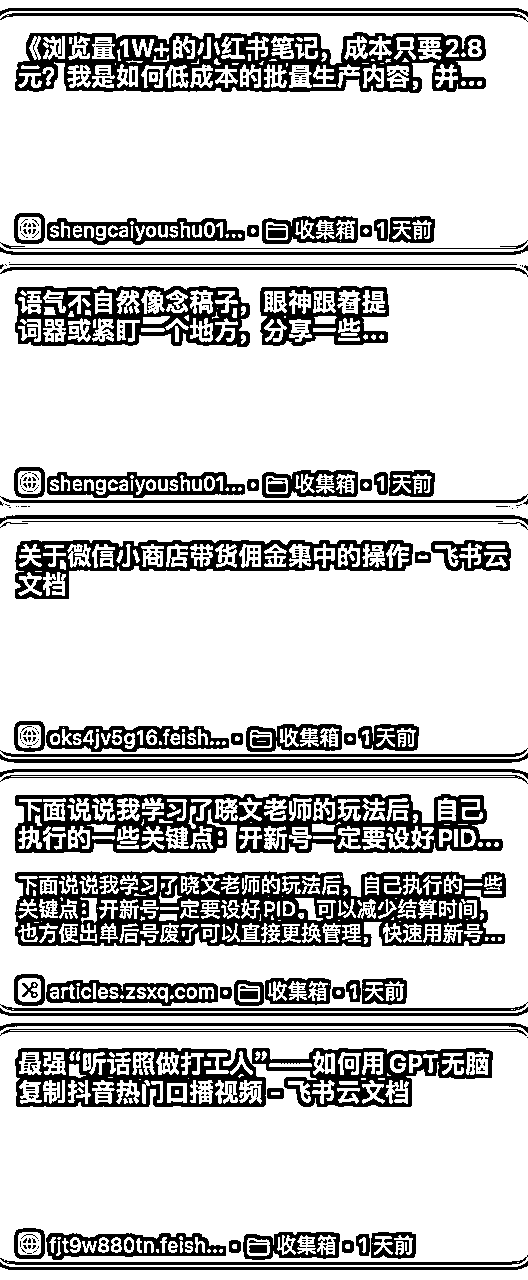 《浏览量1W+的小红书笔记，成本只要2.8
元？我是如何低成本的批量生产内容，并...
shengcaiyoushu01... • 收集箱 • 1 天前
语气不自然像念稿子，眼神跟着提
词器或紧盯一个地方，分享一些...
shengcaiyoushu01... • 收集箱 • 1 天前
关于微信小商店带货佣金集中的操作 - 飞书云
文档
oks4jv5g16.feish... • 收集箱 • 1 天前
下面说说我学习了晓文老师的玩法后，自己
执行的一些关键点：开新号一定要设好PID...
下面说说我学习了晓文老师的玩法后，自己执行的一些
关键点：开新号一定要设好PID。可以减少结算时间，
也方便出单后号废了可以直接更换管理，快速用新号...
articles.zsxq.com • 收集箱 • 1 天前
最强“听话照做打工人”——如何用GPT无脑
复制抖音热门口播视频 - 飞书云文档
fjt9w880tn.feish... • 收集箱 • 1 天前